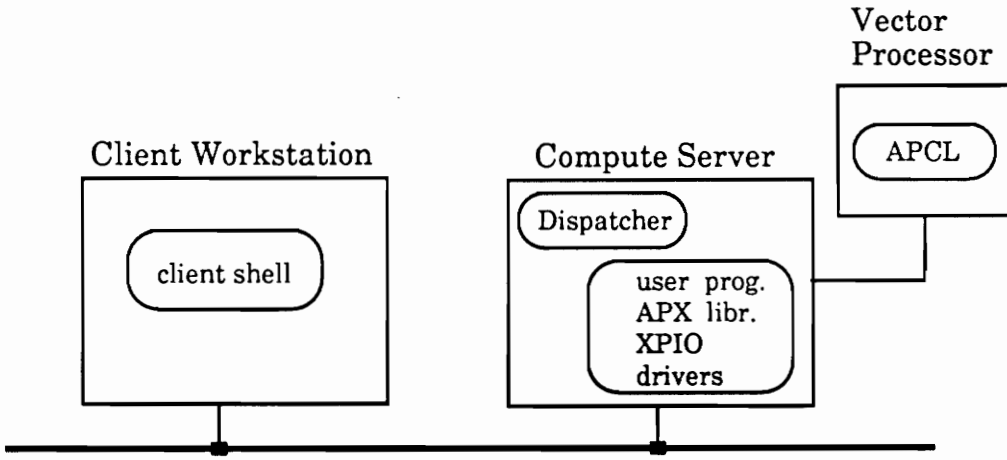 Vector
Processor
APCL
Client Workstation
client shell
Compute Server
Dispatcher
user prog.
APX libr.
XPIO
drivers